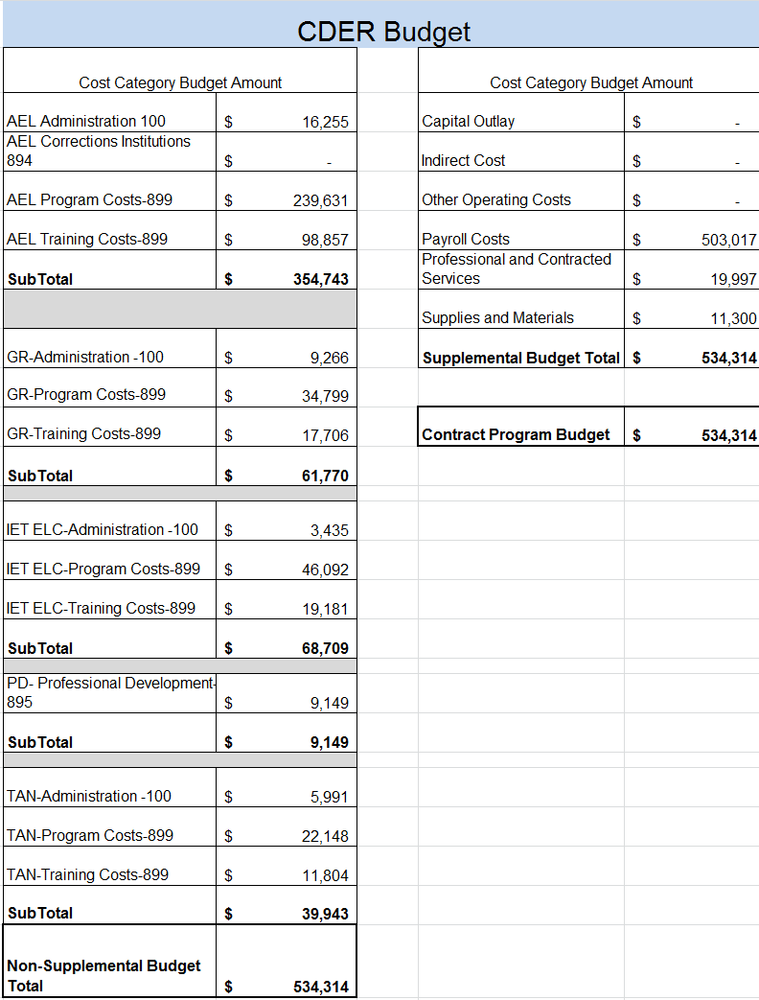 CDER Budget
Cost Category Budget Amount
AEL Administration 100 $ 16,255
AEL Corrections Institutions
894 $ -
AEL Program Costs-899 $ 239,631
AEL Training Costs-899 $ 98,857
SubTotal $ 354,743
GR-Administration -100 $ 9,266
GR-Program Costs-899 $ 34,799
GR-Training Costs-899 $ 17,706
SubTotal $ 61,770
IET ELC-Administration -100 $ 3,435
IET ELC-Program Costs-899 $ 46,092
IET ELC-Training Costs-899 $ 19,181
SubTotal $ 68,709
PD- Professional Development-
895 $ 9,149
SubTotal $ 9,149
TAN-Administration -100 $ 5,991
TAN-Program Costs-899 $ 22,148
TAN-Training Costs-899 $ 11,804
SubTotal $ 39,943
Non-Supplemental Budget
Total $ 534,314
Cost Category Budget Amount
Capital Outlay $ -
Indirect Cost $ -
Other Operating Costs $ -
Payroll Costs $ 503,017
Professional and Contracted
Services $ 19,997
Supplies and Materials $ 11,300
Supplemental Budget Total $ 534,314
Contract Program Budget $ 534,314